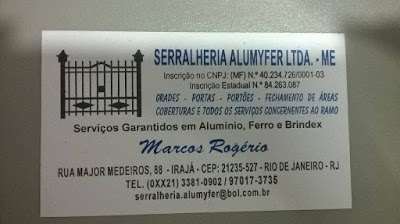 SERRALHERIA ALUMYFER LTDA. - ME
Inscrição no CNPJ: (MF) N.º 40.234.726/0001-03
Inscrição Estadual N.º 84.263.087
GRADES - PORTAS - PORTÕES - FECHAMENTO DE ÁREAS
COBERTURAS E TODOS OS SERVIÇOS CONCERNENTES AO RAMO
Serviços Garantidos em Alumínio, Ferro e Brindex
Marcos Rogério
RUA MAJOR MEDEIROS, 88 - IRAJÁ - CEP: 21235-527 - RIO DE JANEIRO - RJ
TEL. (0XX21) 3381-0902 / 97017-3735
serralheria.alumyfer@bol.com.br